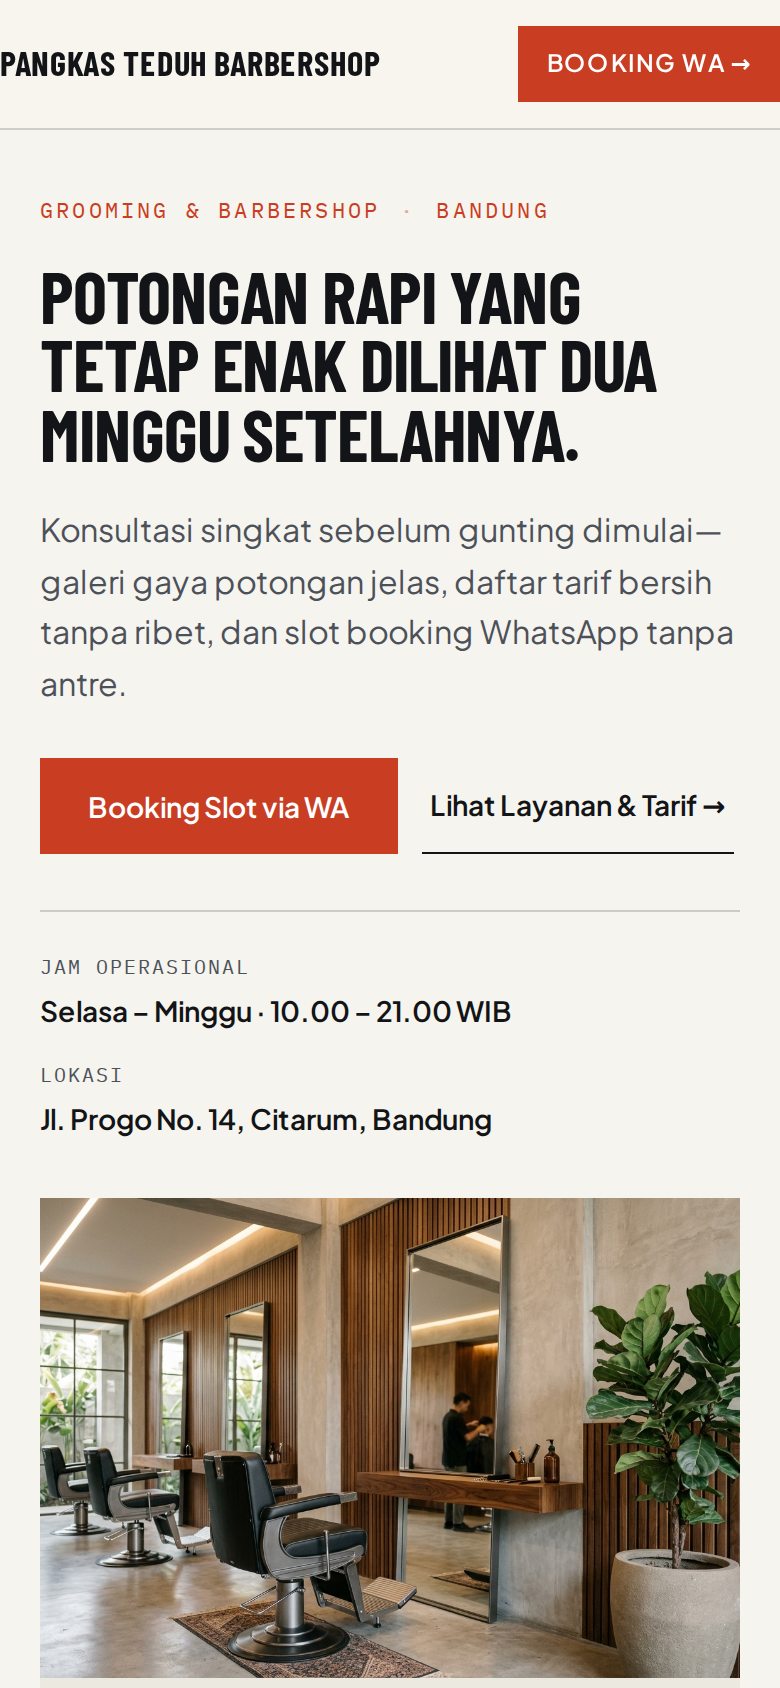 PANGKAS TEDUH BARBERSHOP
BOOKING WA →
GROOMING & BARBERSHOP · BANDUNG
POTONGAN RAPI YANG
TETAP ENAK DILIHAT DUA
MINGGU SETELAHNYA.
Konsultasi singkat sebelum gunting dimulai—
galeri gaya potongan jelas, daftar tarif bersih
tanpa ribet, dan slot booking WhatsApp tanpa
antre.
Booking Slot via WA
Lihat Layanan & Tarif →
JAM OPERASIONAL
Selasa – Minggu · 10.00 – 21.00 WIB
LOKASI
Jl. Progo No. 14, Citarum, Bandung